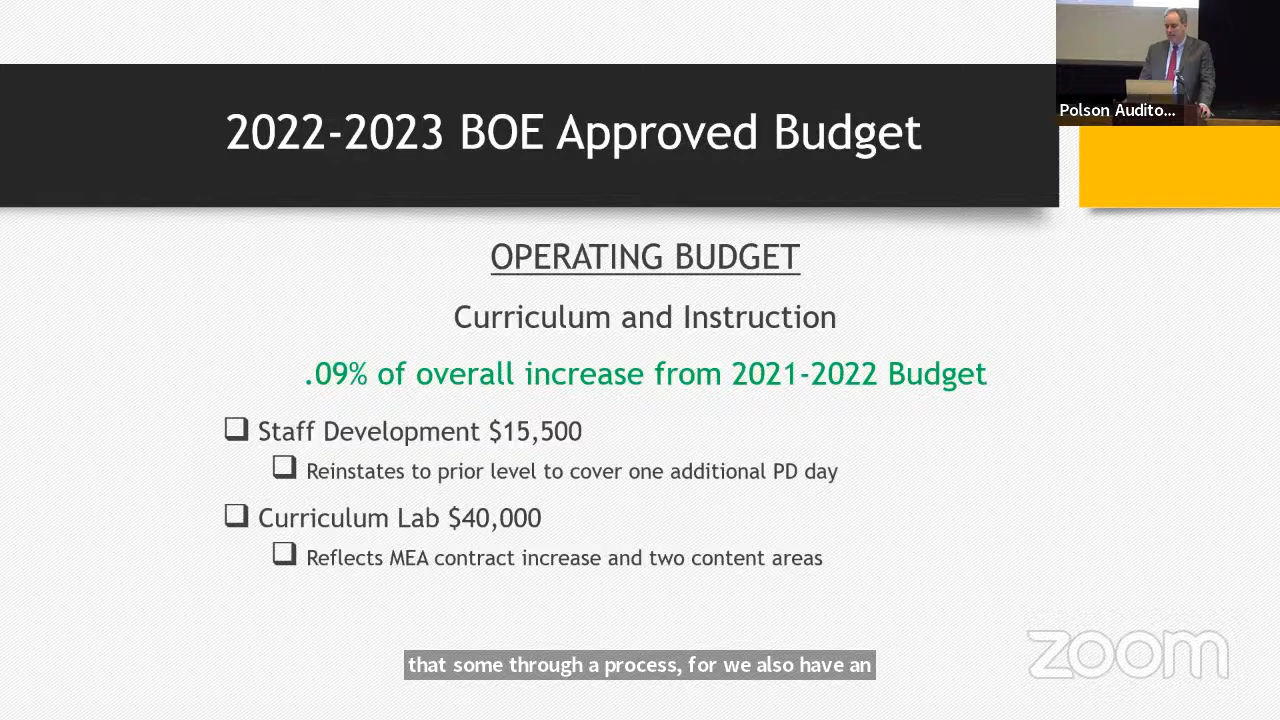 Polson Audito...
2022-2023 BOE Approved Budget
OPERATING BUDGET
Curriculum and Instruction
.09% of overall increase from 2021-2022 Budget
Staff Development $15,500
Reinstates to prior level to cover one additional PD day
Curriculum Lab $40,000
Reflects MEA contract increase and two content areas
that some through a process, for we also have an
zoom